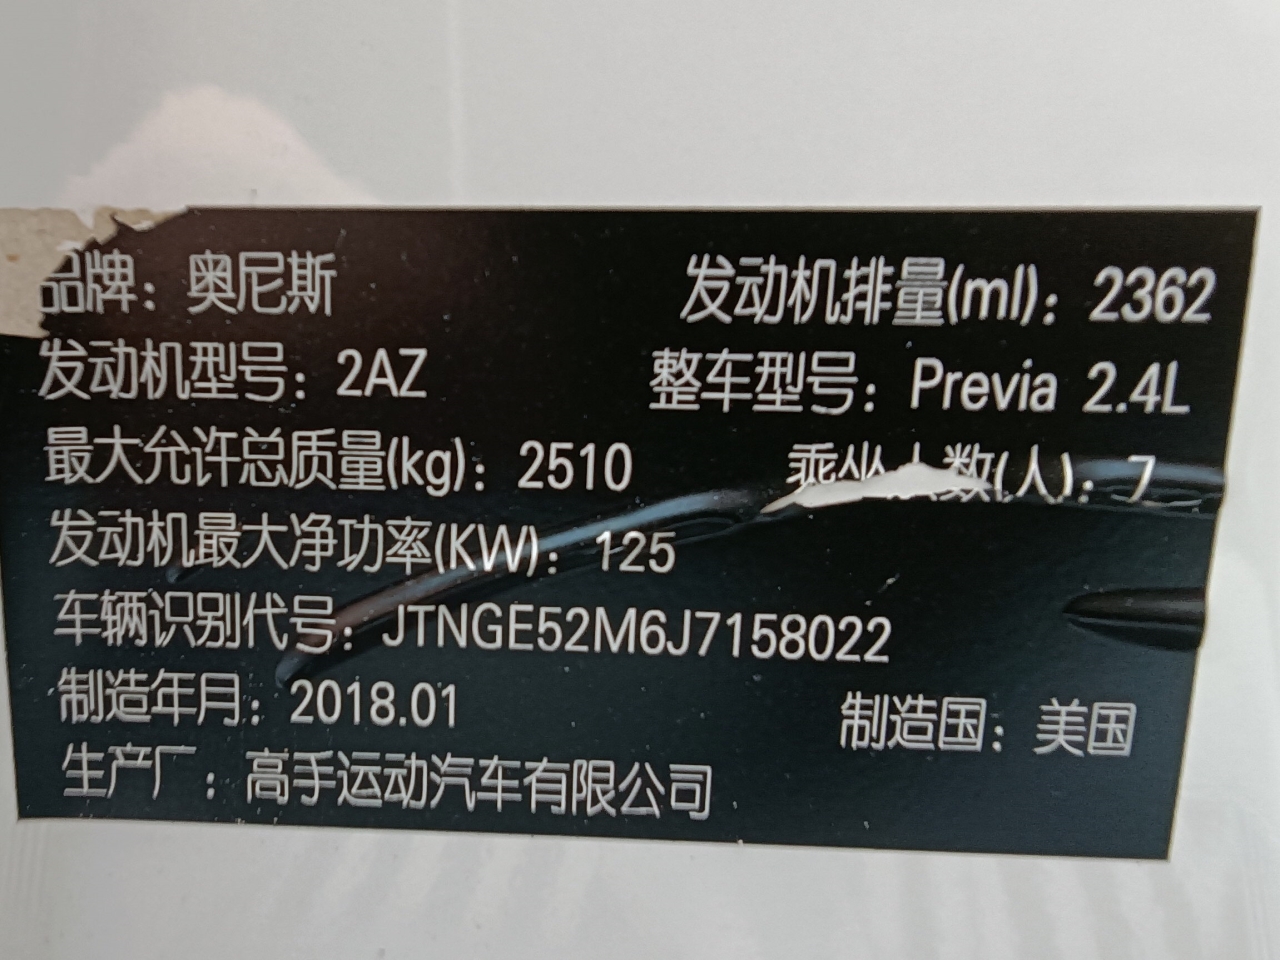 品牌：奥尼斯 发动机排量(ml)：2362
发动机型号：2AZ 整车型号：Previa 2.4L
最大允许总质量(kg)：2510 乘坐人数(人)：7
发动机最大净功率(KW)：125
车辆识别代号：JTNGE52M6J7158022
制造年月：2018.01 制造国：美国
生产厂：高手运动汽车有限公司